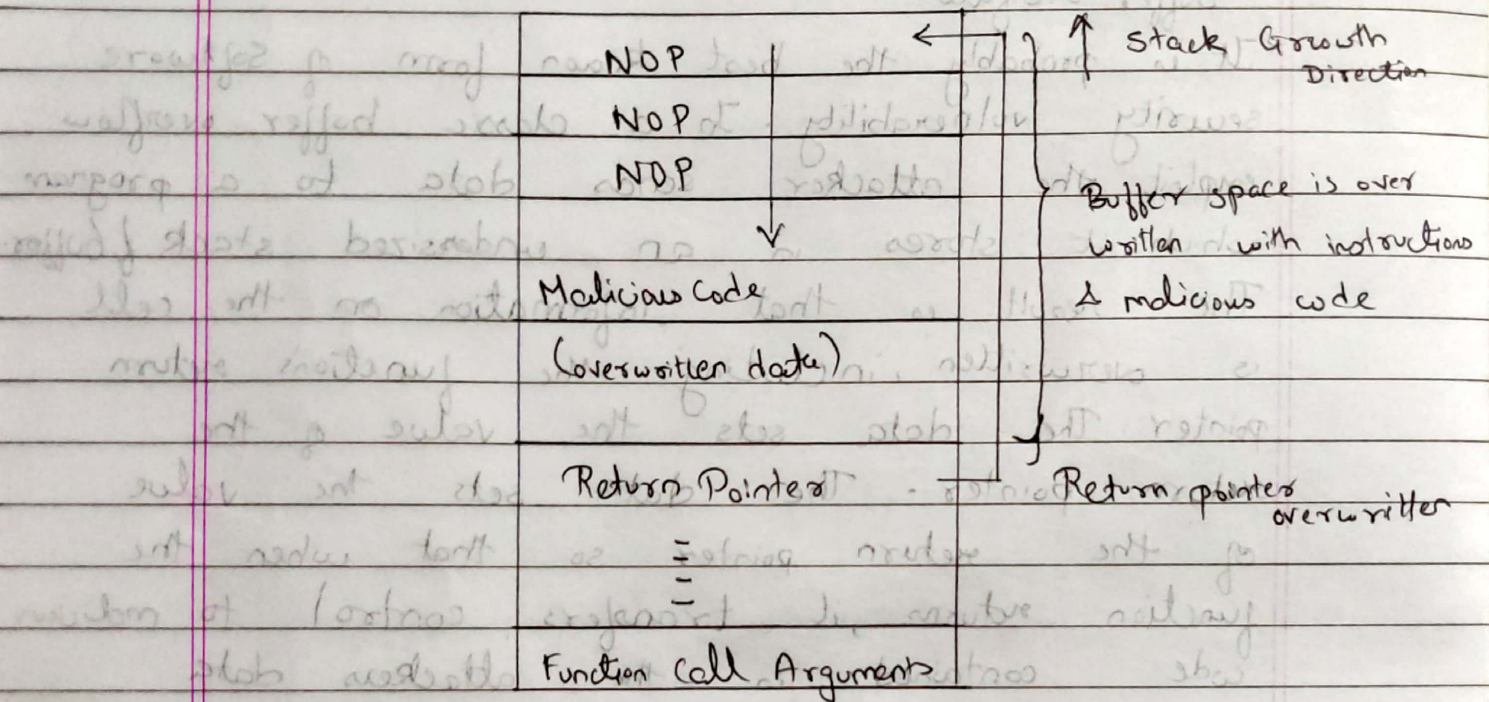 NOP
↑ Stack Growth
Direction
NOP
NOP
Buffer space is over
written with instructions
Malicious Code
& malicious code
(overwritten data)
Return Pointer
Return pointer
overwritten
Function Call Arguments